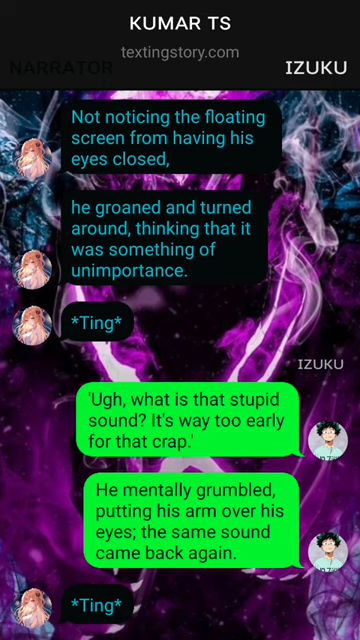 KUMAR TS
textingstory.com
NARRATOR
IZUKU
Not noticing the floating
screen from having his
eyes closed,
he groaned and turned
around, thinking that it
was something of
unimportance.
*Ting*
IZUKU
'Ugh, what is that stupid
sound? It's way too early
for that crap.'
He mentally grumbled,
putting his arm over his
eyes; the same sound
came back again.
*Ting*